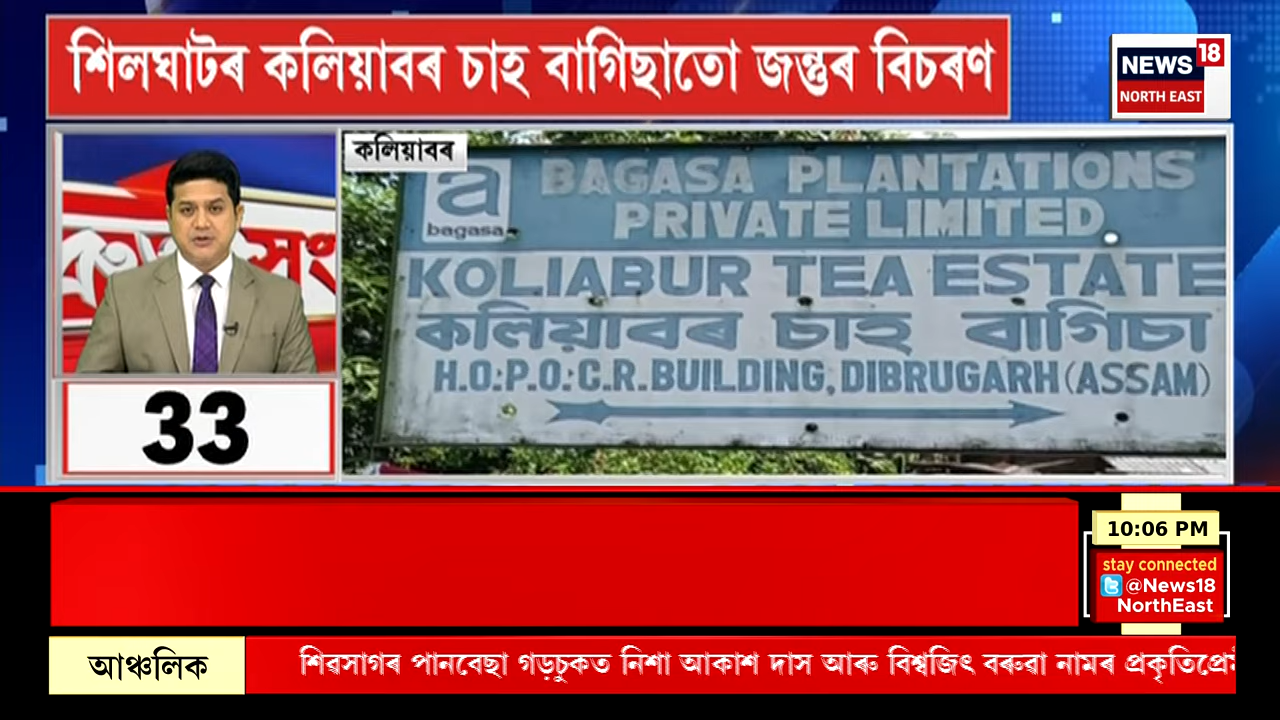 শিলঘাটৰ কলিয়াবৰ চাহ বাগিছাতো জন্তুৰ বিচৰণ
NEWS 18
NORTH EAST
কলিয়াবৰ
a
bagasa
BAGASA PLANTATIONS
PRIVATE LIMITED
KOLIABUR TEA ESTATE
কলিয়াবৰ চাহ বাগিচা
H.O:P.O:C.R.BUILDING, DIBRUGARH (ASSAM)
33
10:06 PM
stay connected
@News18
NorthEast
আঞ্চলিক
শিৱসাগৰ পানবেছা গড়চুকত নিশা আকাশ দাস আৰু বিশ্বজিৎ বৰুৱা নামৰ